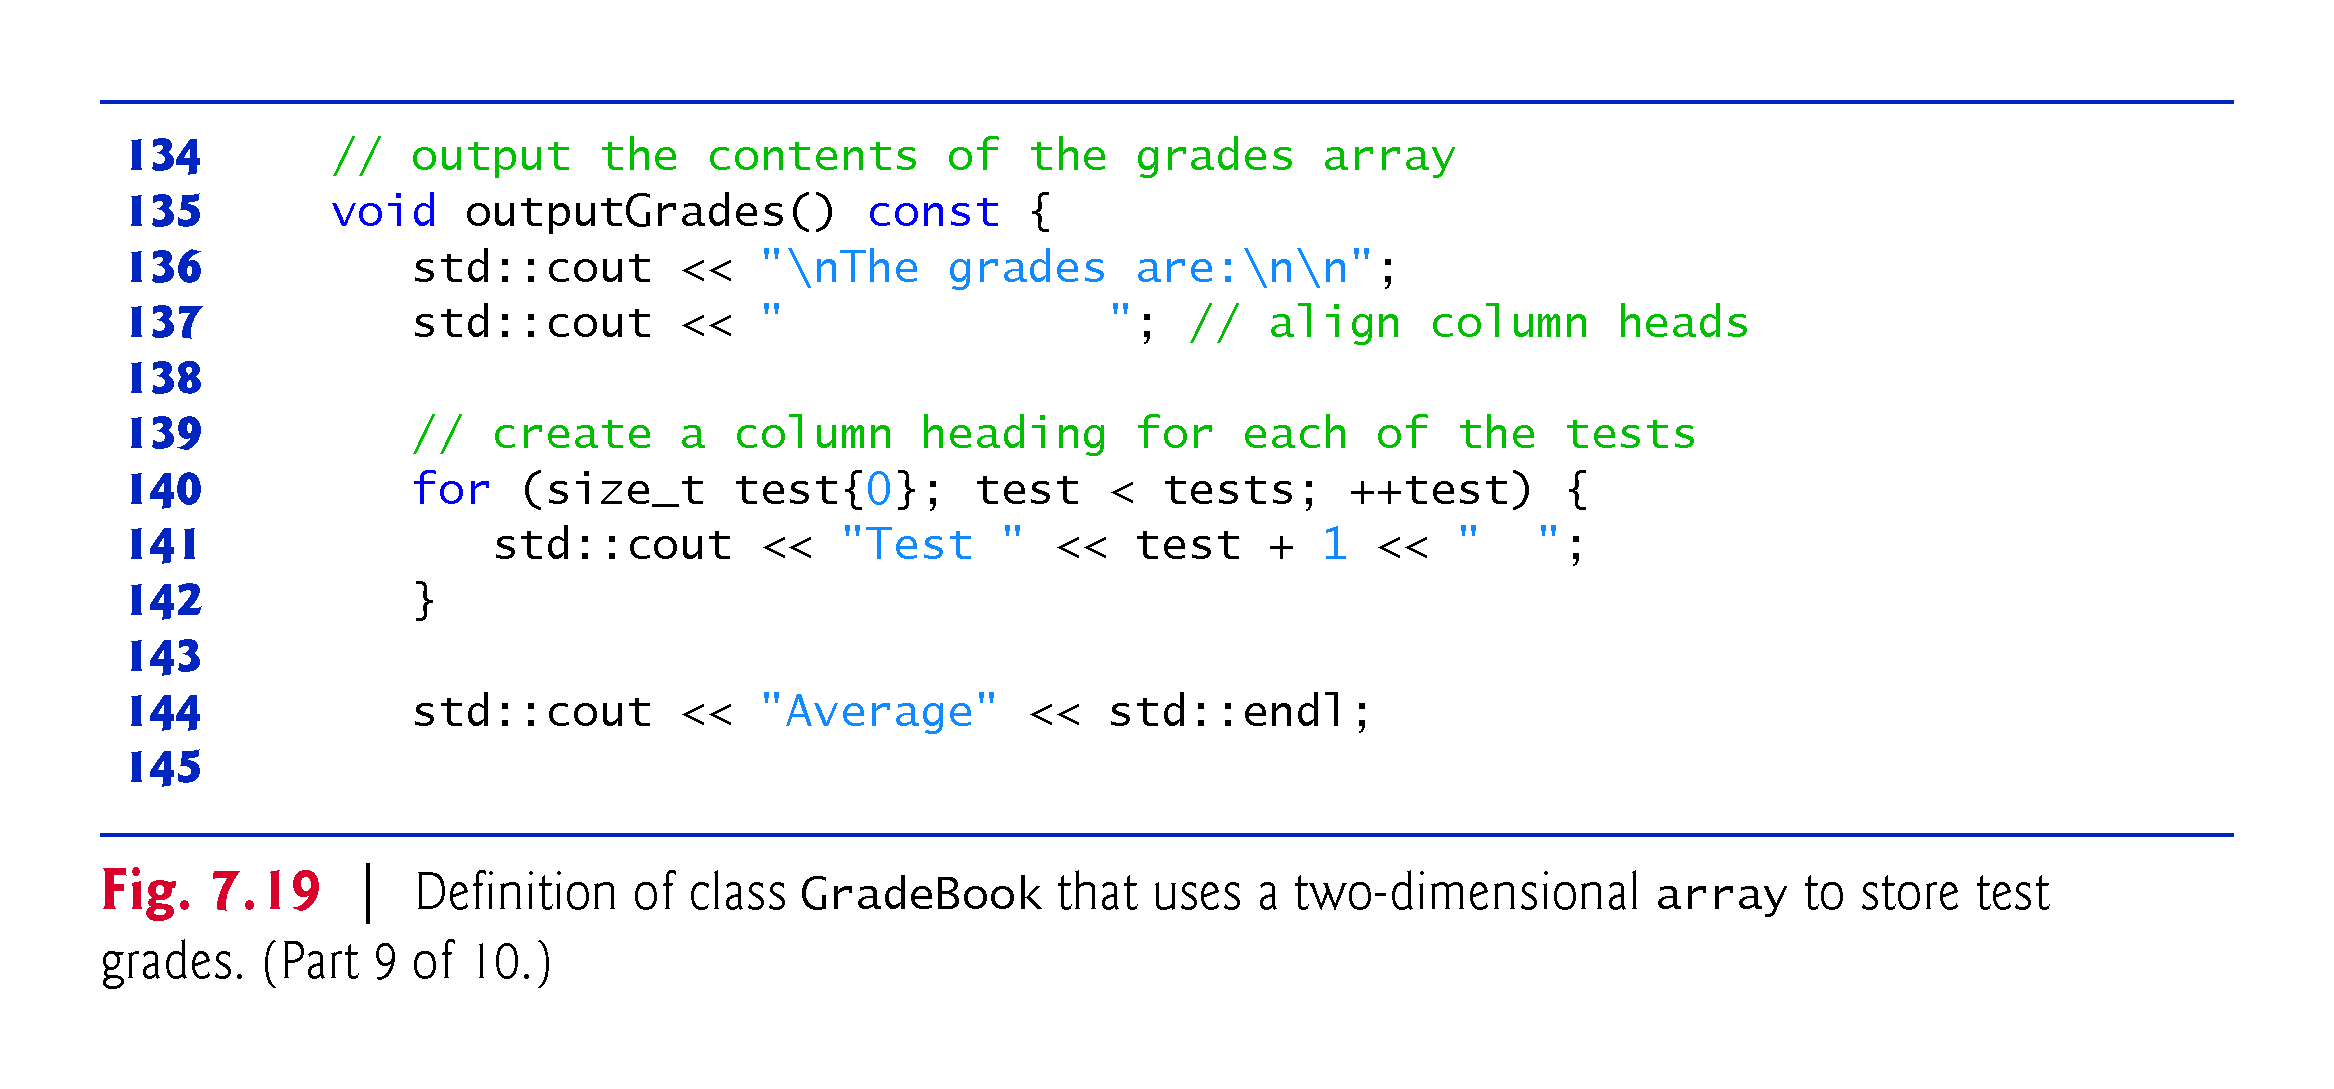 134 // output the contents of the grades array
135 void outputGrades() const {
136 std::cout << "\nThe grades are:\n\n";
137 std::cout << "            "; // align column heads
138
139 // create a column heading for each of the tests
140 for (size_t test{0}; test < tests; ++test) {
141 std::cout << "Test " << test + 1 << "  ";
142 }
143
144 std::cout << "Average" << std::endl;
145
Fig. 7.19 | Definition of class GradeBook that uses a two-dimensional array to store test
grades. (Part 9 of 10.)